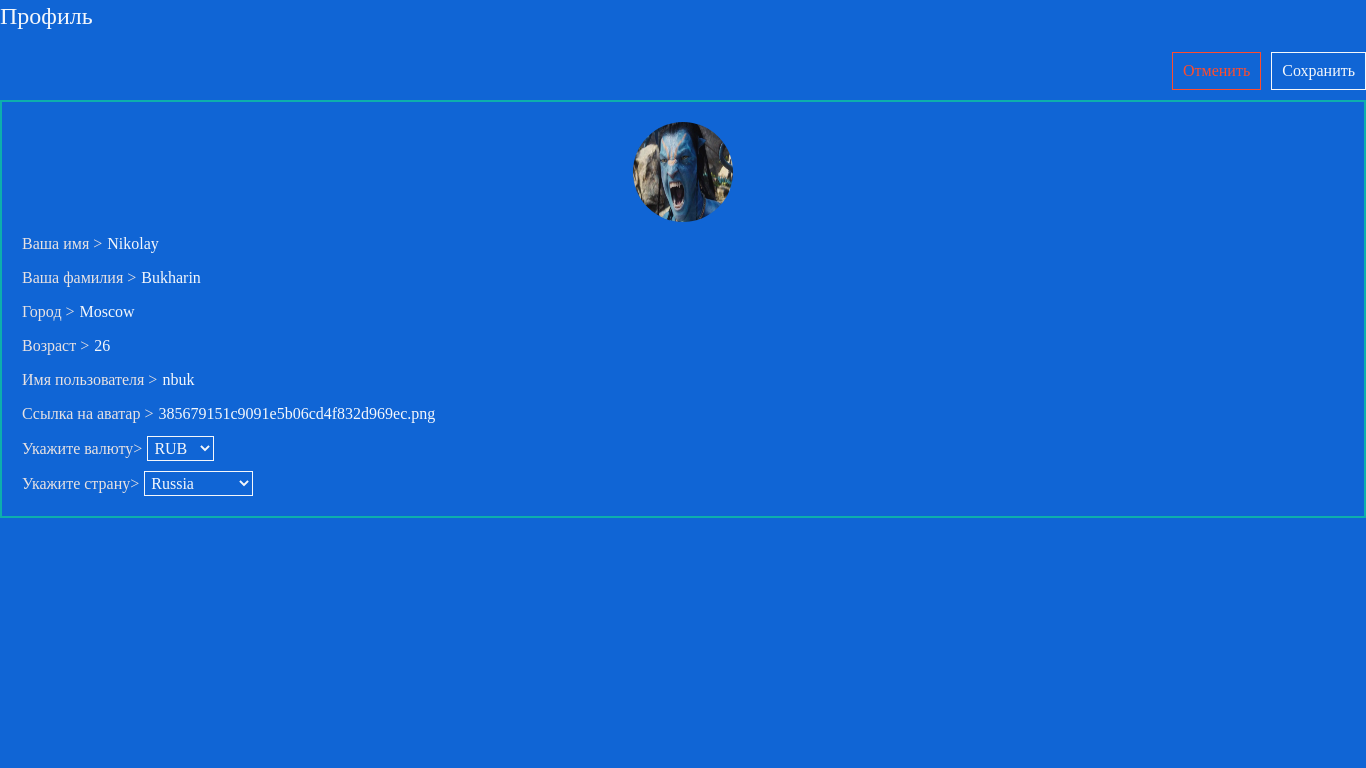 Профиль
Отменить Сохранить
Ваша имя > Nikolay
Ваша фамилия > Bukharin
Город > Moscow
Возраст > 26
Имя пользователя > nbuk
Ссылка на аватар > 385679151c9091e5b06cd4f832d969ec.png
Укажите валюту> RUB
Укажите страну> Russia